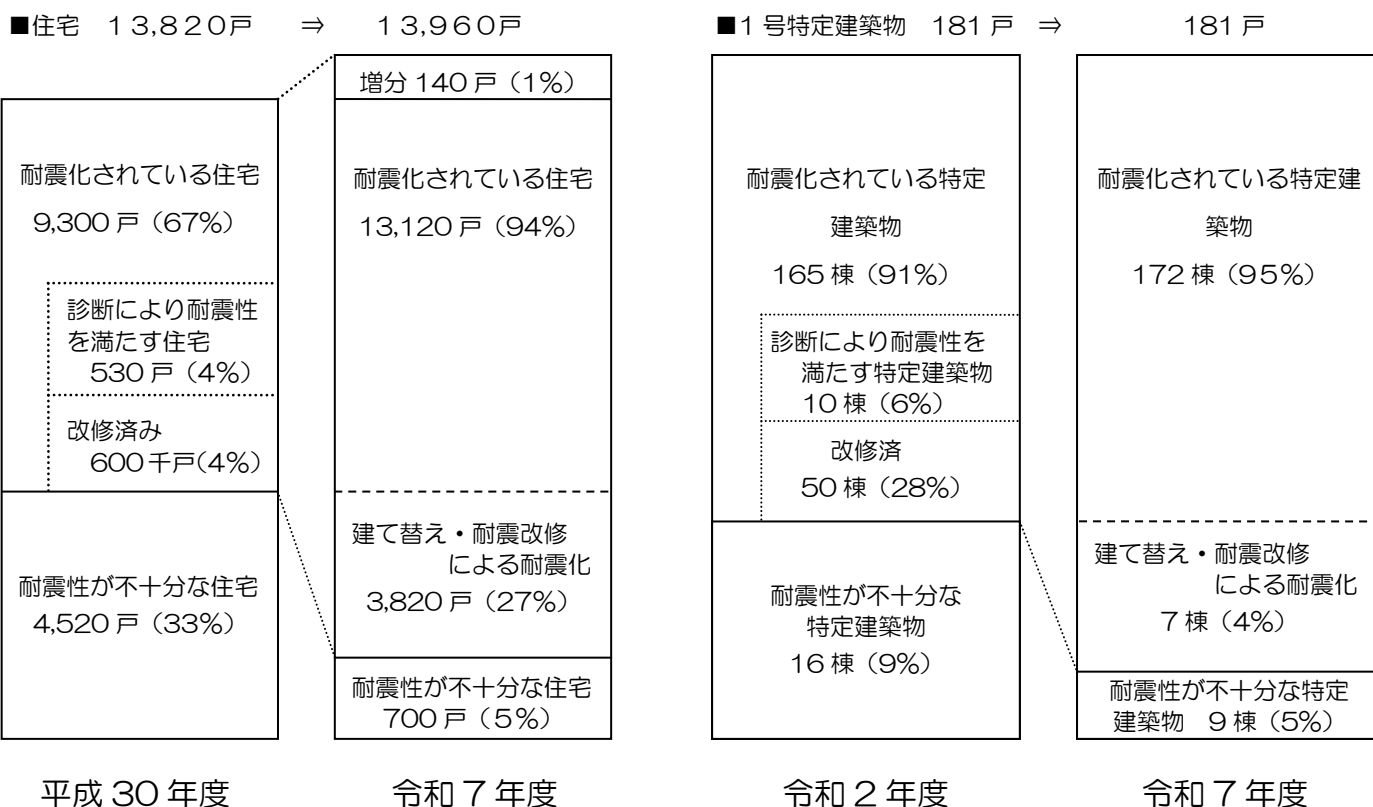 ■住宅　１３,８２０戸　⇒　１３,９６０戸
増分 140 戸（1％）
耐震化されている住宅
9,300 戸（67%）
診断により耐震性
を満たす住宅
530 戸（4%）
改修済み
600 千戸(4%)
耐震性が不十分な住宅
4,520 戸（33%）
平成 30 年度
耐震化されている住宅
13,120 戸（94%）
建て替え・耐震改修
による耐震化
3,820 戸（27%）
耐震性が不十分な住宅
700 戸（５%）
令和７年度
■1 号特定建築物　181 戸　⇒　181 戸
耐震化されている特定
建築物
165 棟（91%）
診断により耐震性を
満たす特定建築物
10 棟（6%）
改修済
50 棟（28%）
耐震性が不十分な
特定建築物
16 棟（9%）
令和２年度
耐震化されている特定建
築物
172 棟（95%）
建て替え・耐震改修
による耐震化
7 棟（4%）
耐震性が不十分な特定
建築物　９棟（5%）
令和７年度